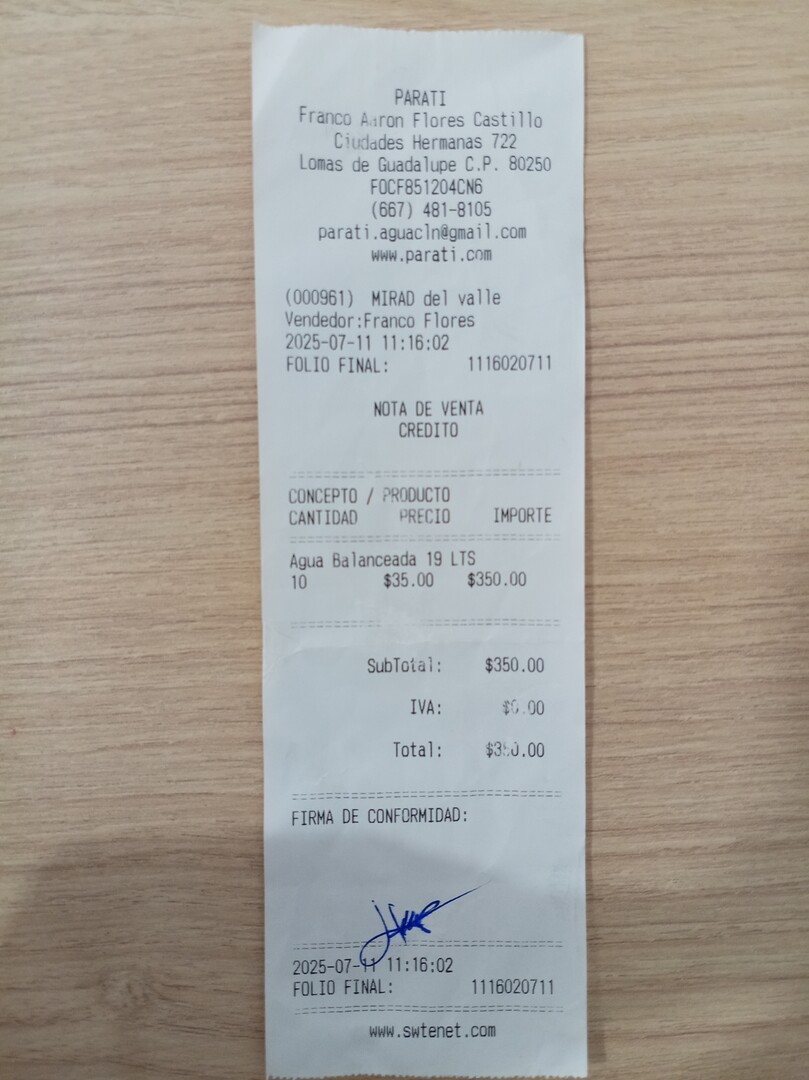 PARATI
Franco Aaron Flores Castillo
Ciudades Hermanas 722
Lomas de Guadalupe C.P. 80250
FOCF851204CN6
(667) 481-8105
parati.aguacln@gmail.com
www.parati.com
(000961) MIRAD del valle
Vendedor:Franco Flores
2025-07-11 11:16:02
FOLIO FINAL: 1116020711
NOTA DE VENTA
CREDITO
CONCEPTO / PRODUCTO
CANTIDAD PRECIO IMPORTE
Agua Balanceada 19 LTS
10 $35.00 $350.00
SubTotal: $350.00
IVA: $0.00
Total: $350.00
FIRMA DE CONFORMIDAD:
2025-07-11 11:16:02
FOLIO FINAL: 1116020711
www.swtenet.com